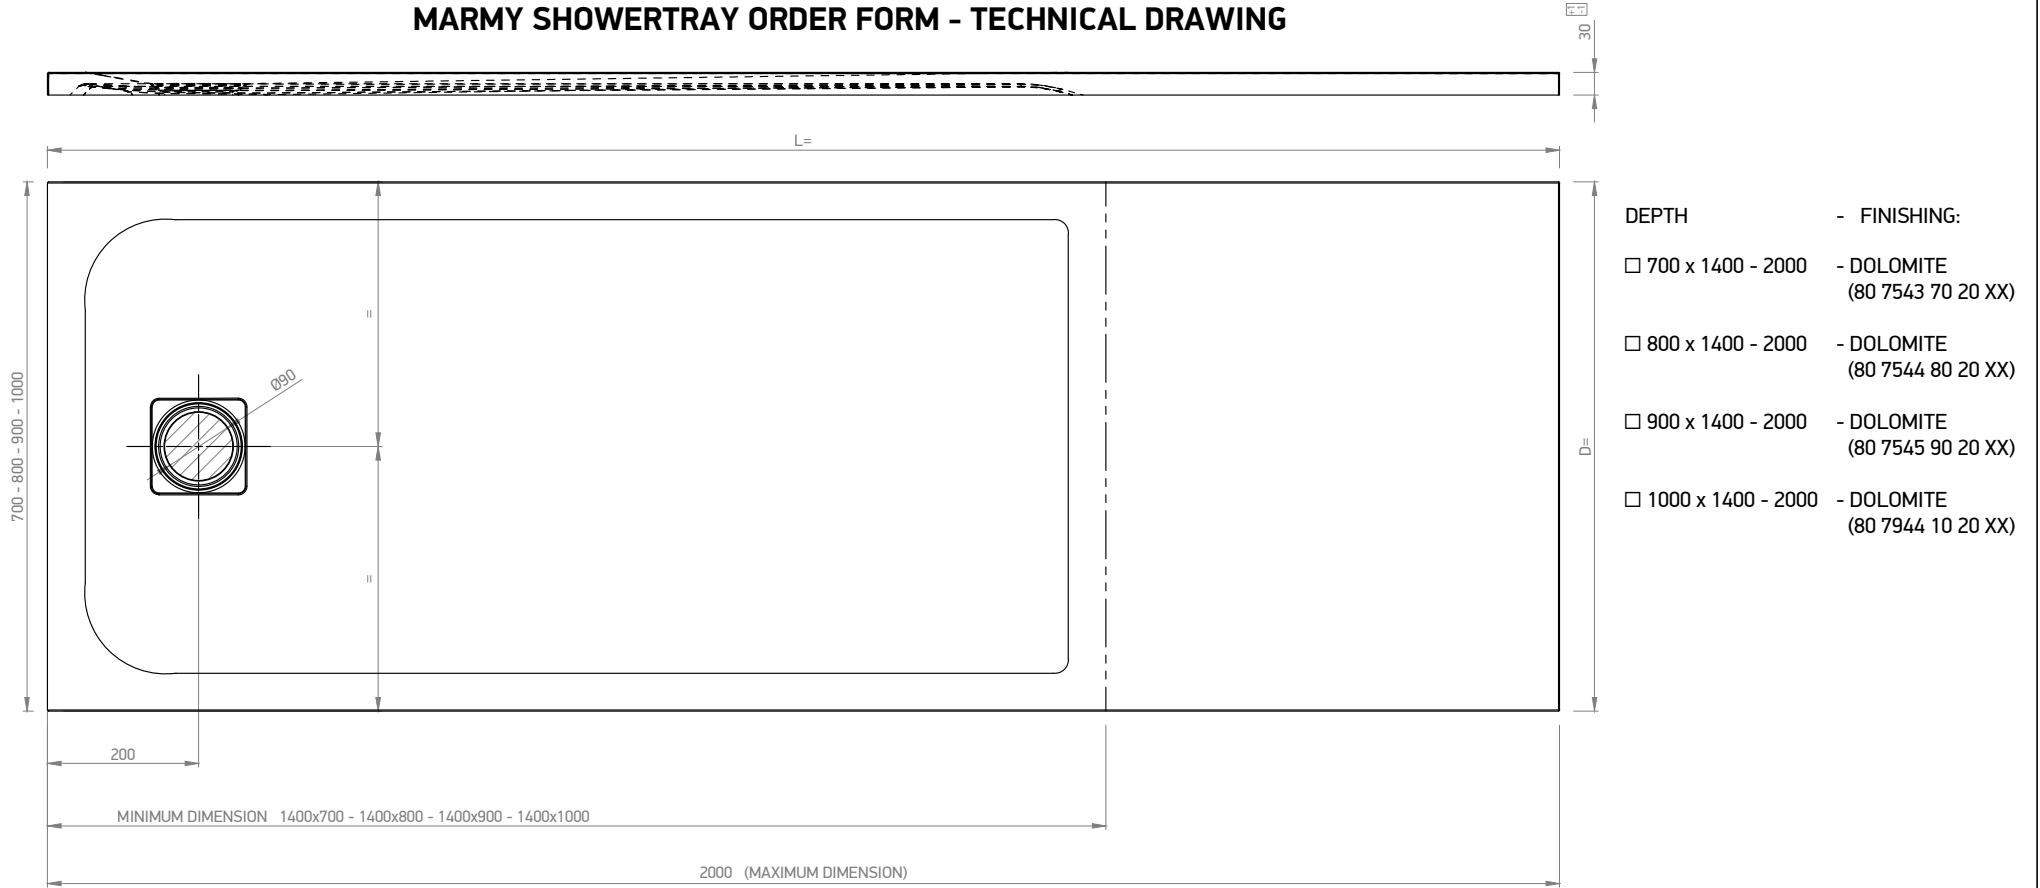 MARMY SHOWERTRAY ORDER FORM - TECHNICAL DRAWING
+1
-1
30
L=
DEPTH - FINISHING:
700 x 1400 - 2000 - DOLOMITE
(80 7543 70 20 XX)
800 x 1400 - 2000 - DOLOMITE
(80 7544 80 20 XX)
900 x 1400 - 2000 - DOLOMITE
(80 7545 90 20 XX)
1000 x 1400 - 2000 - DOLOMITE
(80 7944 10 20 XX)
=
Ø90
700 - 800 - 900 - 1000
D=
=
200
MINIMUM DIMENSION 1400x700 - 1400x800 - 1400x900 - 1400x1000
2000 (MAXIMUM DIMENSION)